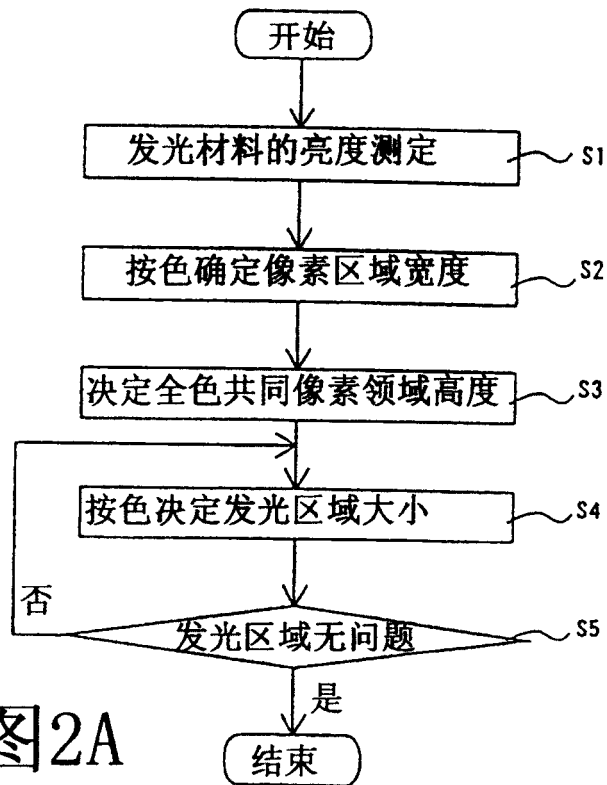 开始
发光材料的亮度测定 S1
按色确定像素区域宽度 S2
决定全色共同像素领域高度 S3
按色决定发光区域大小 S4
否
发光区域无问题 S5
是
图2A
结束